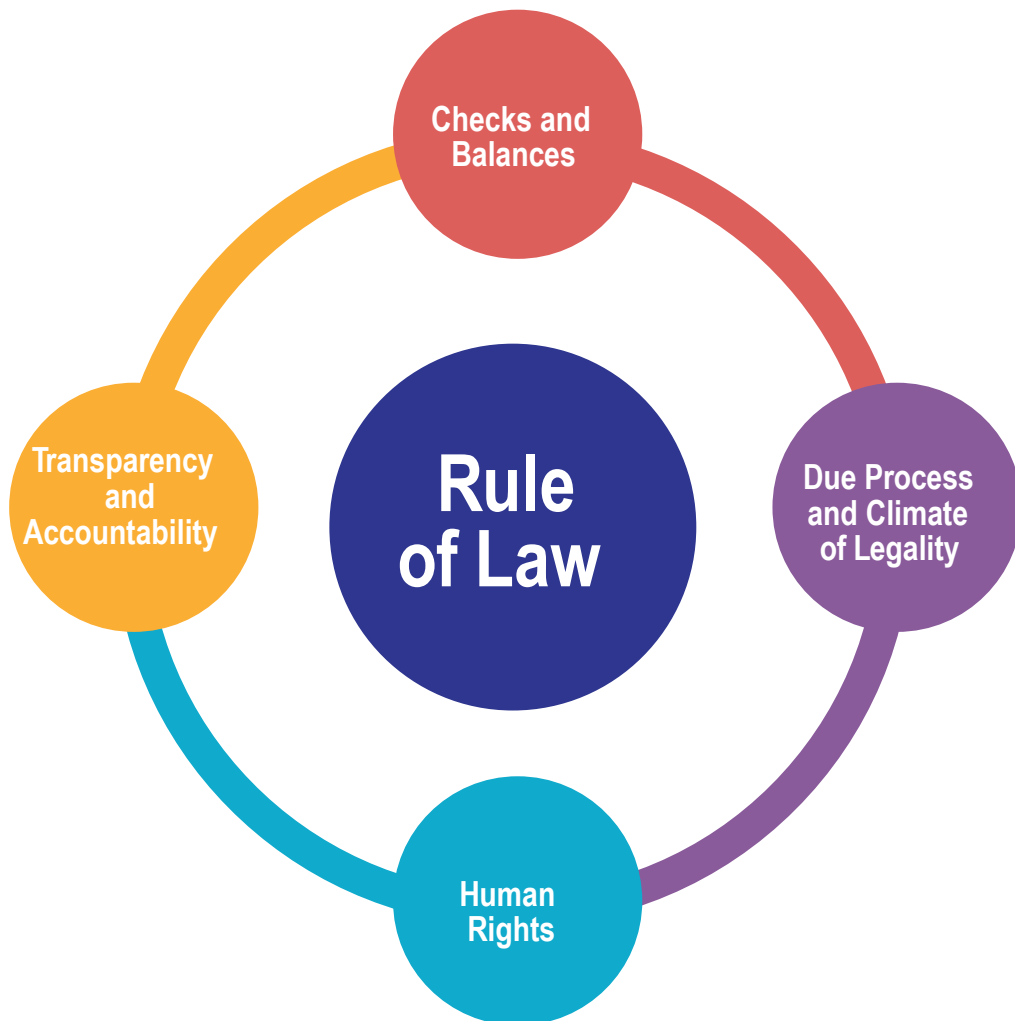 Checks and
Balances
Transparency
and
Accountability
Rule
of Law
Due Process
and Climate
of Legality
Human
Rights